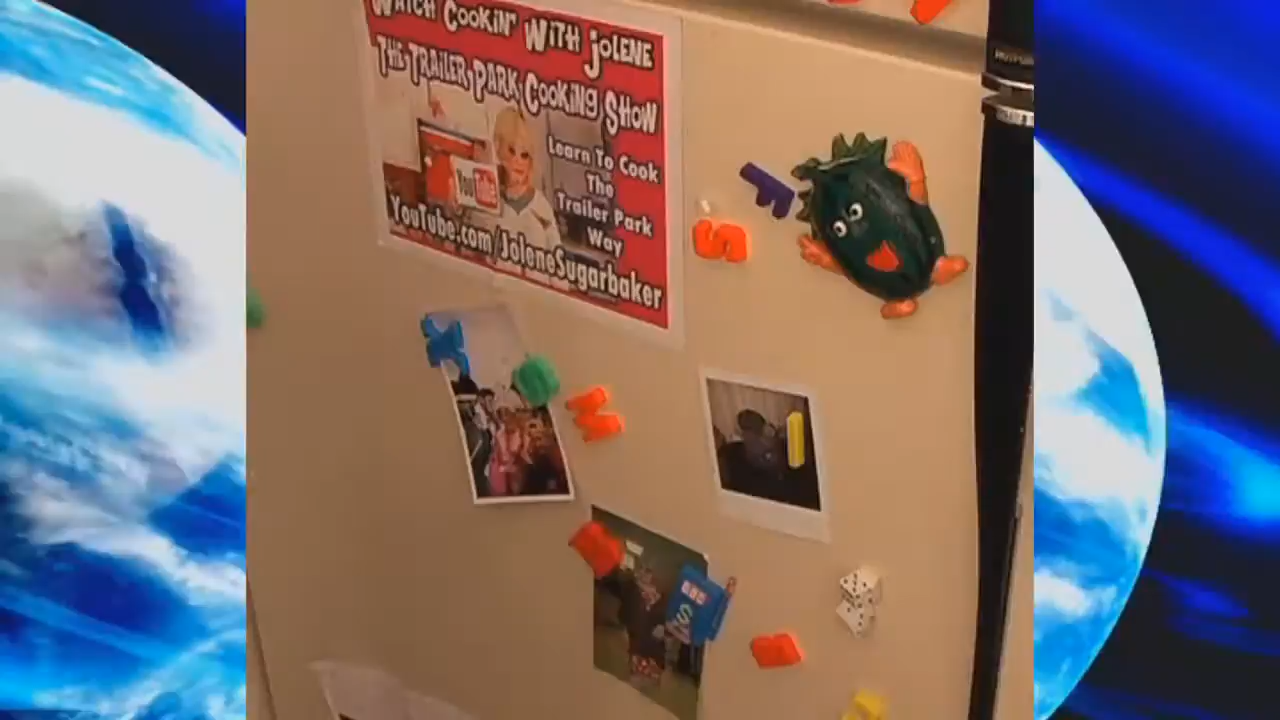 WATCH COOKIN' WITH JOLENE
THE TRAILER PARK COOKING SHOW
Learn To Cook
The
Trailer Park
Way
YouTube
YouTube.com/JoleneSugarbaker
F
S
X
M
$